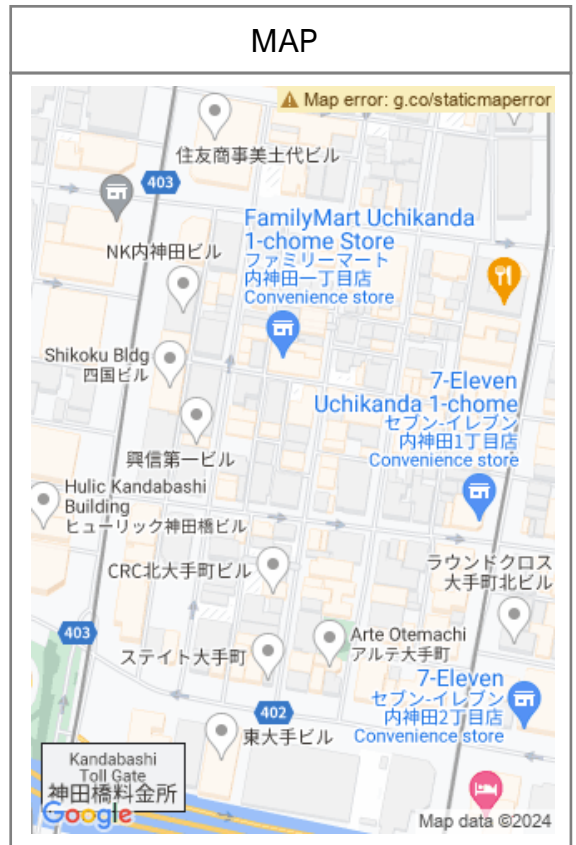 MAP
Map error: g.co/staticmaperror
住友商事美土代ビル
403
FamilyMart Uchikanda
1-chome Store
ファミリーマート
内神田一丁目店
Convenience store
NK内神田ビル
Shikoku Bldg
四国ビル
7-Eleven
Uchikanda 1-chome
セブン-イレブン
内神田1丁目店
Convenience store
興信第一ビル
Hulic Kandabashi
Building
ヒューリック神田橋ビル
CRC北大手町ビル
ラウンドクロス
大手町北ビル
403
Arte Otemachi
アルテ大手町
ステイト大手町
7-Eleven
セブン-イレブン
内神田2丁目店
Convenience store
402
東大手ビル
Kandabashi
Toll Gate
神田橋料金所
Google
Map data ©2024